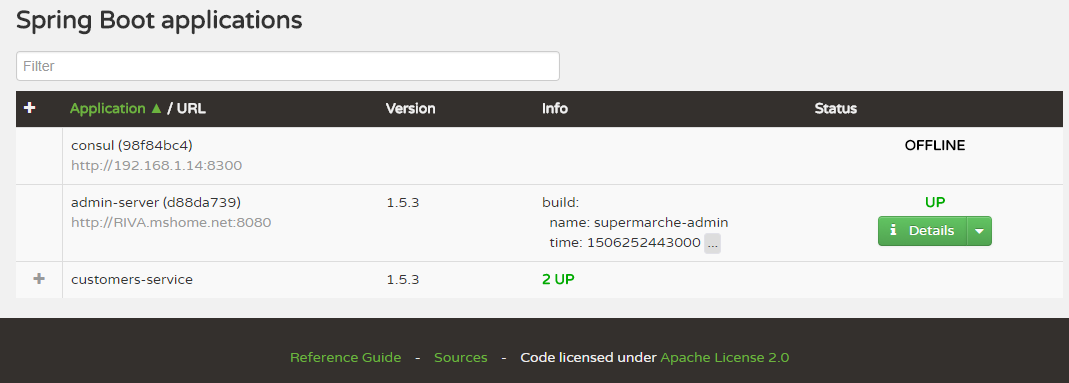 Spring Boot applications
Filter
+ Application ▲ / URL Version Info Status
consul (98f84bc4) OFFLINE
http://192.168.1.14:8300
admin-server (d88da739) 1.5.3 build: UP
http://RIVA.mshome.net:8080 name: supermarche-admin i Details
time: 1506252443000 ...
+ customers-service 1.5.3 2 UP
Reference Guide - Sources - Code licensed under Apache License 2.0